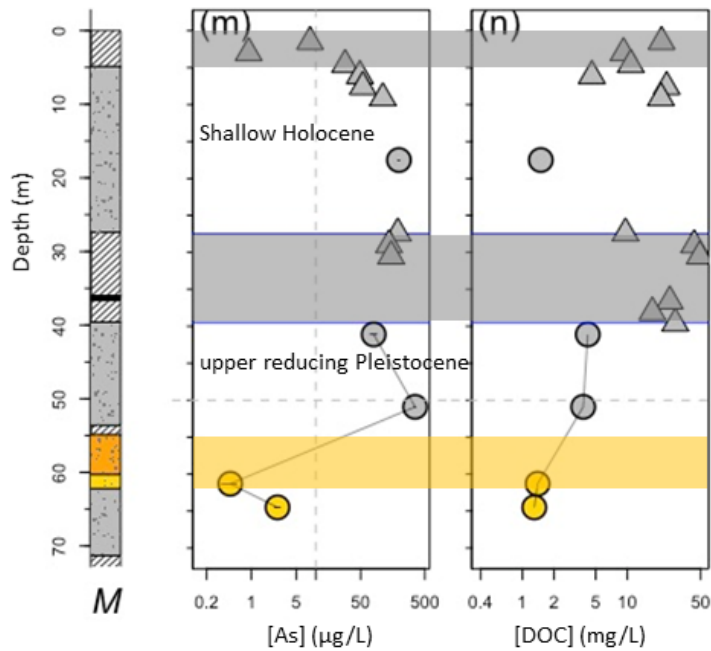 (m)
(n)
0
10
20
30
40
50
60
70
Depth (m)
Shallow Holocene
upper reducing Pleistocene
M
0.2 1 5 50 500
0.4 1 2 5 10 50
[As] (µg/L)
[DOC] (mg/L)